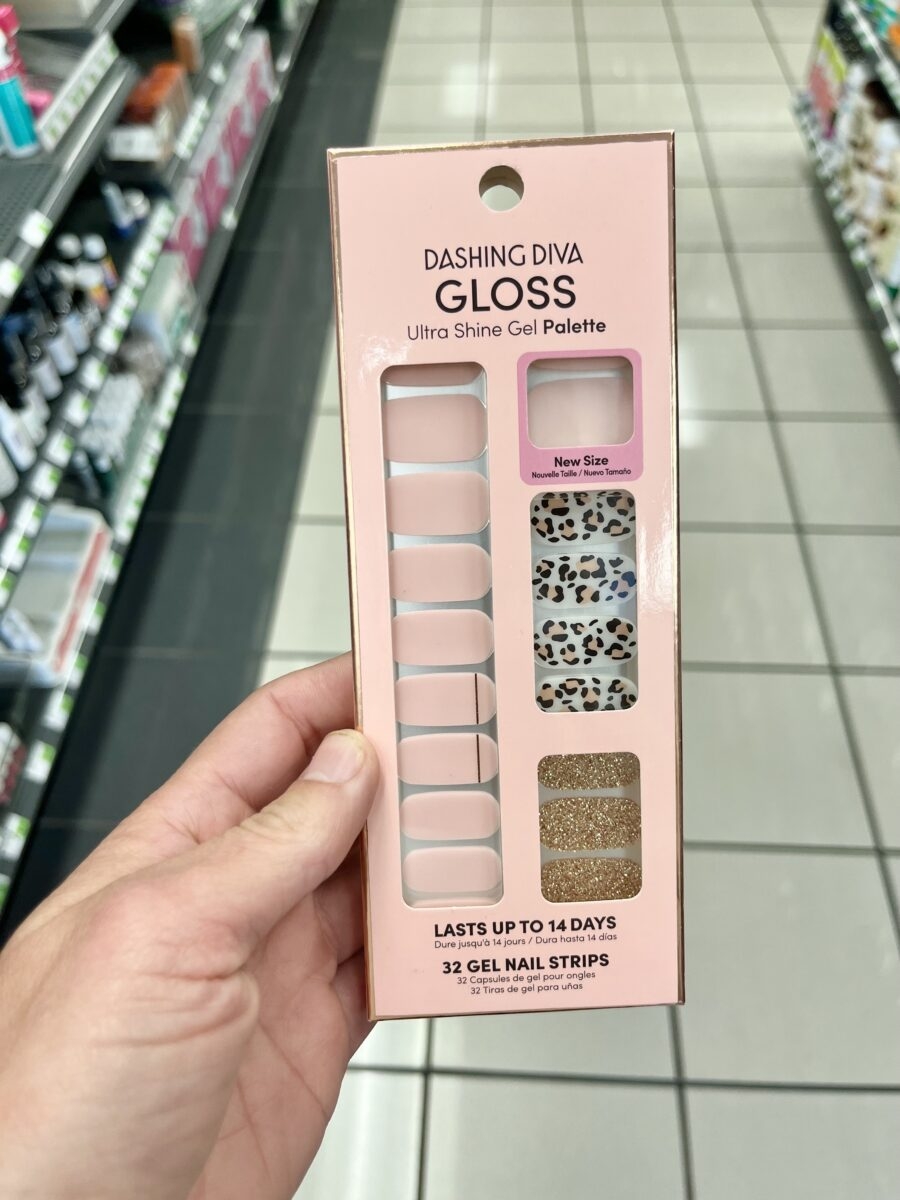 DASHING DIVA
GLOSS
Ultra Shine Gel Palette
New Size
Nouvelle Taille / Nuevo Tamaño
LASTS UP TO 14 DAYS
Dure jusqu'à 14 jours / Dura hasta 14 días
32 GEL NAIL STRIPS
32 Capsules de gel pour ongles
32 Tiras de gel para uñas